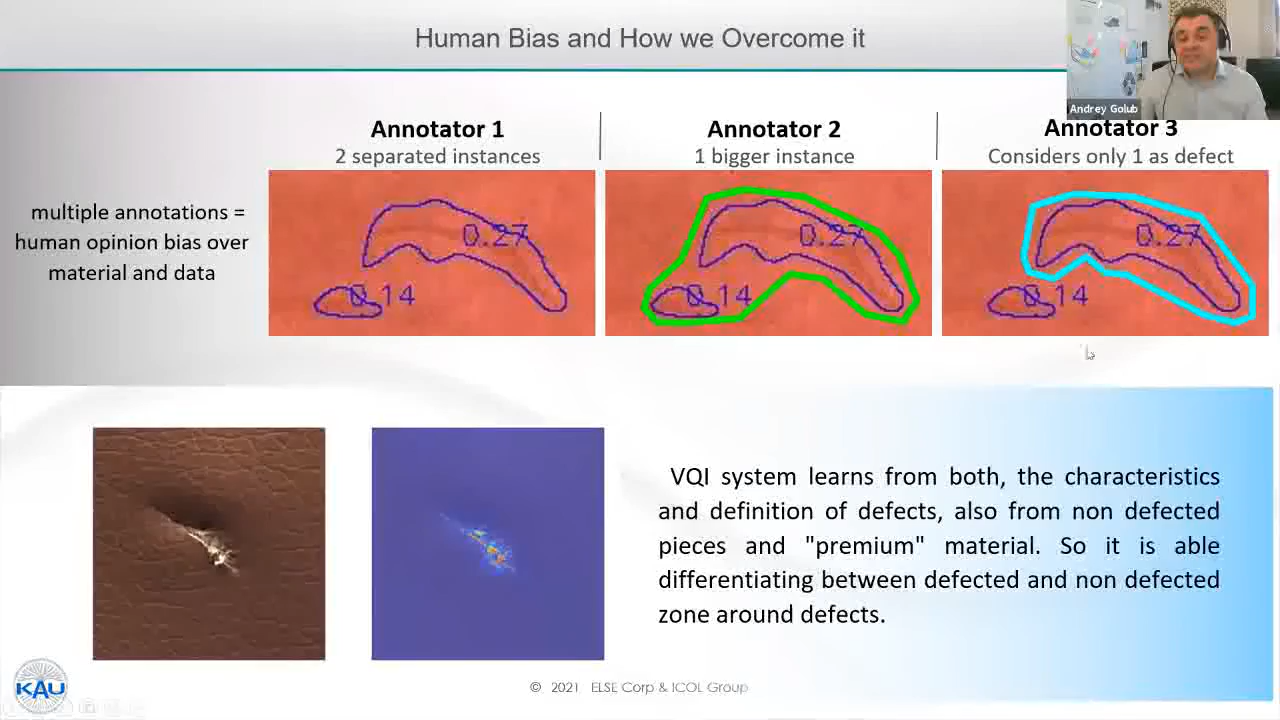 Human Bias and How we Overcome it
Andrey Golub
Annotator 1
2 separated instances
Annotator 2
1 bigger instance
Annotator 3
Considers only 1 as defect
multiple annotations =
human opinion bias over
material and data
0.27
0.14
0.27
0.14
0.27
0.14
VQI system learns from both, the characteristics
and definition of defects, also from non defected
pieces and "premium" material. So it is able
differentiating between defected and non defected
zone around defects.
KAU
© 2021 ELSE Corp & ICOL Group